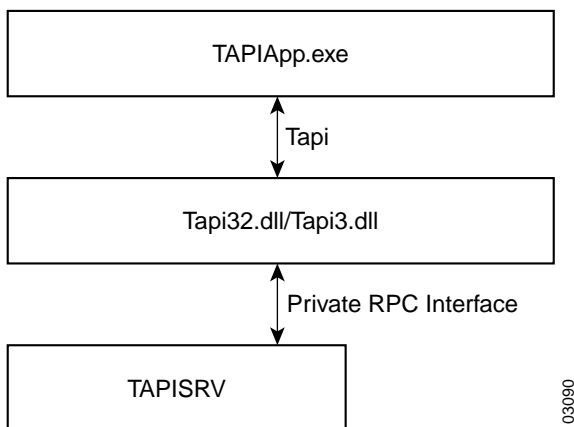 TAPIApp.exe
Tapi
Tapi32.dll/Tapi3.dll
Private RPC Interface
TAPISRV
03090